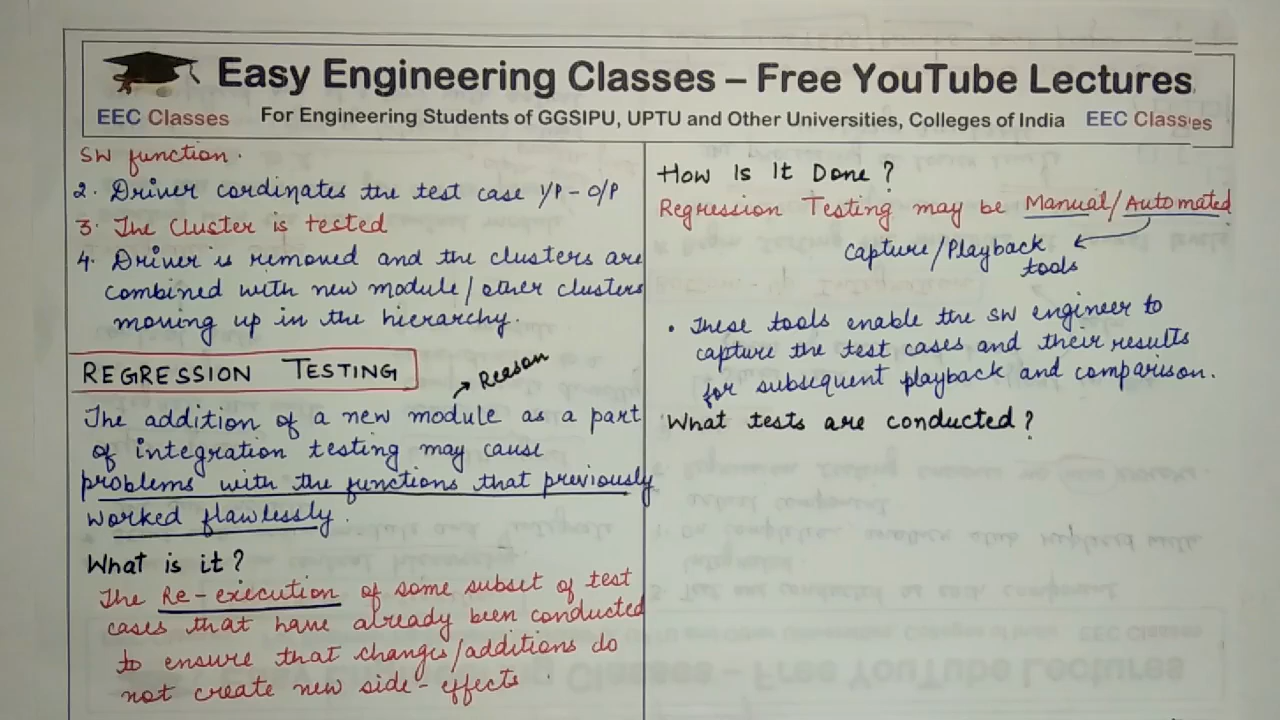 Easy Engineering Classes – Free YouTube Lectures
EEC Classes For Engineering Students of GGSIPU, UPTU and Other Universities, Colleges of India EEC Classes
SW function.
2. Driver cordinates the test case I/P - O/P
3. The Cluster is tested
4. Driver is removed and the clusters are
combined with new module / other clusters
moving up in the hierarchy.
REGRESSION TESTING
→ Reason
The addition of a new module as a part
of integration testing may cause
problems with the functions that previously
worked flawlessly.
What is it?
The Re-execution of some subset of test
cases that have already been conducted
to ensure that changes/additions do
not create new side-effects.
How Is It Done?
Regression Testing may be Manual/Automated
Capture/Playback
tools
• These tools enable the SW engineer to
capture the test cases and their results
for subsequent playback and comparison.
What tests are conducted?